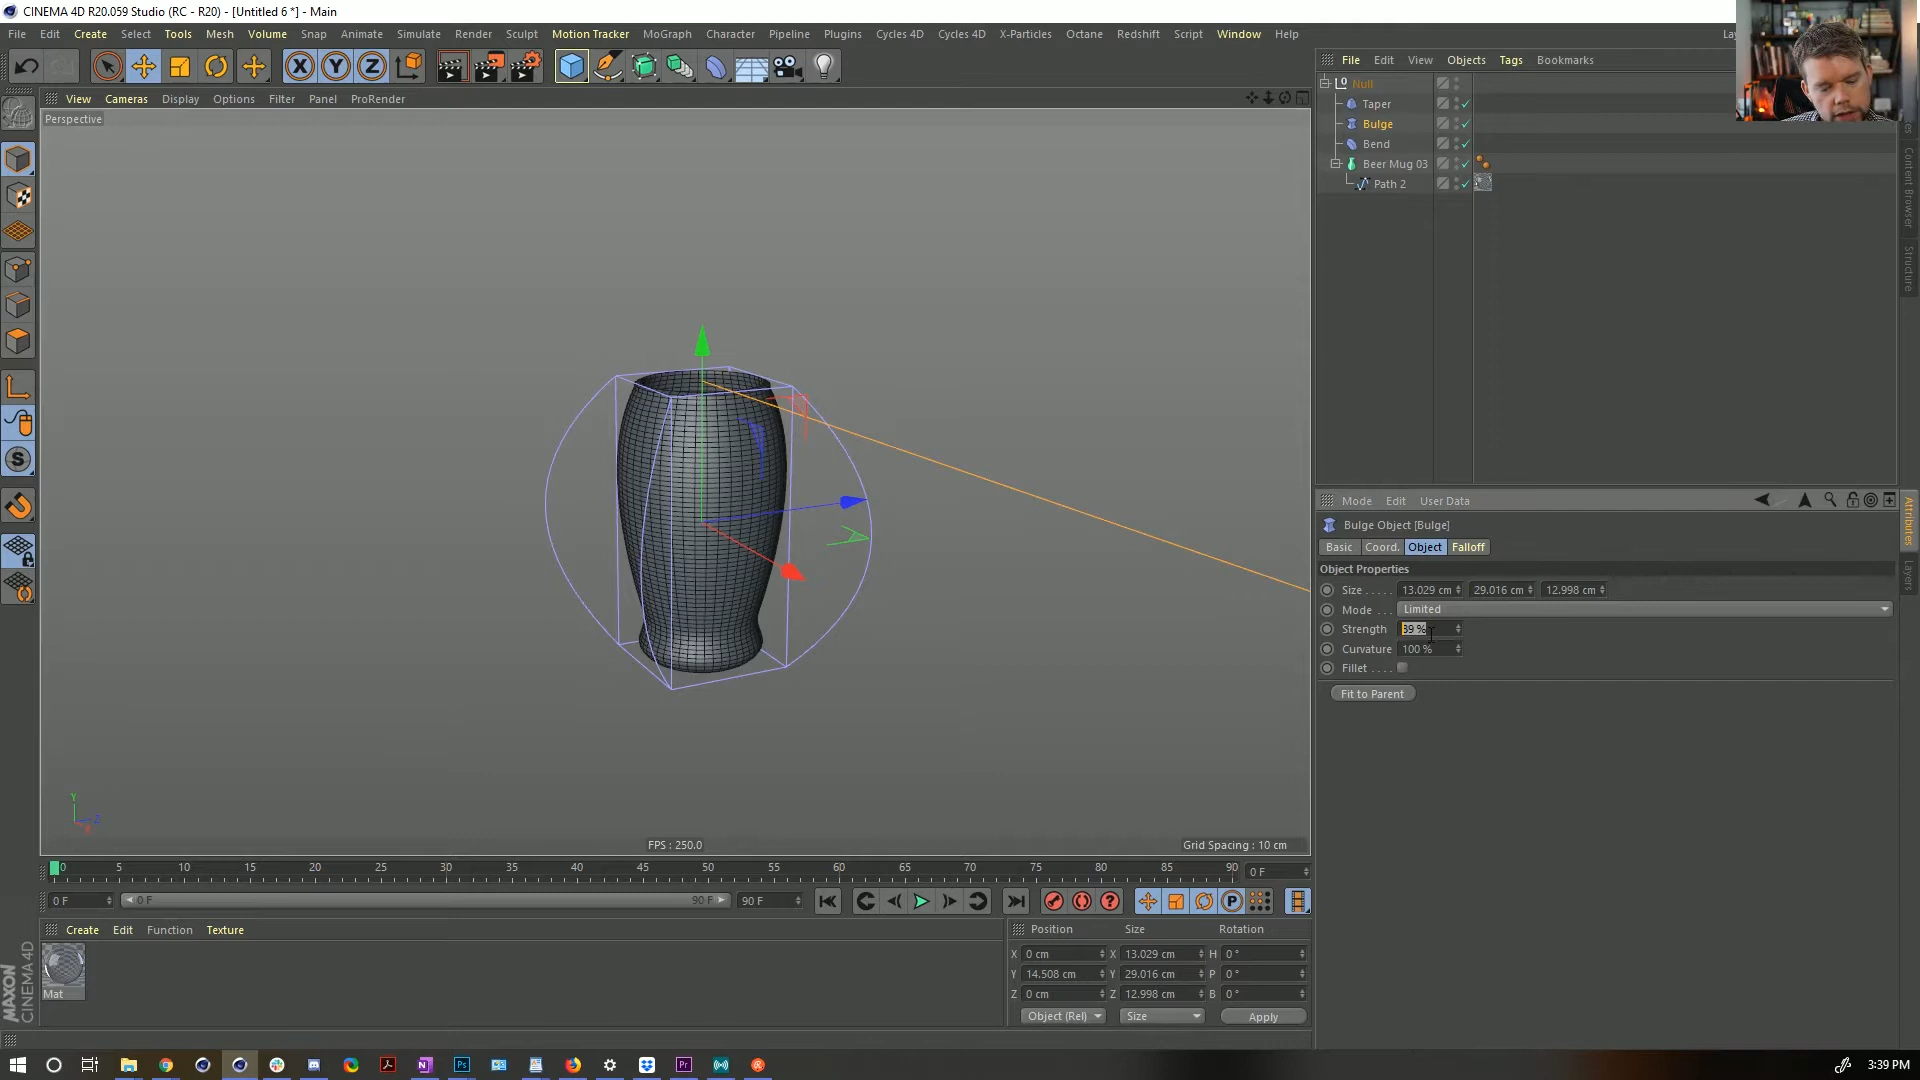 CINEMA 4D R20.059 Studio (RC - R20) - [Untitled 6 *] - Main
File Edit Create Select Tools Mesh Volume Snap Animate Simulate Render Sculpt Motion Tracker MoGraph Character Pipeline Plugins Cycles 4D Cycles 4D X-Particles Octane Redshift Script Window Help
X Y Z
File Edit View Objects Tags Bookmarks
View Cameras Display Options Filter Panel ProRender
Perspective
Null
Taper
Bulge
Bend
Beer Mug 03
Path 2
Content Browser
Structure
Mode Edit User Data
Bulge Object [Bulge]
Basic Coord. Object Falloff
Object Properties
Size 13.029 cm 29.016 cm 12.998 cm
Mode Limited
Strength 39 %
Curvature 100 %
Fillet
Fit to Parent
Attributes
Layers
Y
Z
FPS : 250.0
Grid Spacing : 10 cm
0 5 10 15 20 25 30 35 40 45 50 55 60 65 70 75 80 85 90 0 F
0 F 0 F 90 F 90 F
Create Edit Function Texture
Mat
Position Size Rotation
X 0 cm X 13.029 cm H 0 °
Y 14.508 cm Y 29.016 cm P 0 °
Z 0 cm Z 12.998 cm B 0 °
Object (Rel) Size Apply
MAXON
CINEMA 4D
3:39 PM